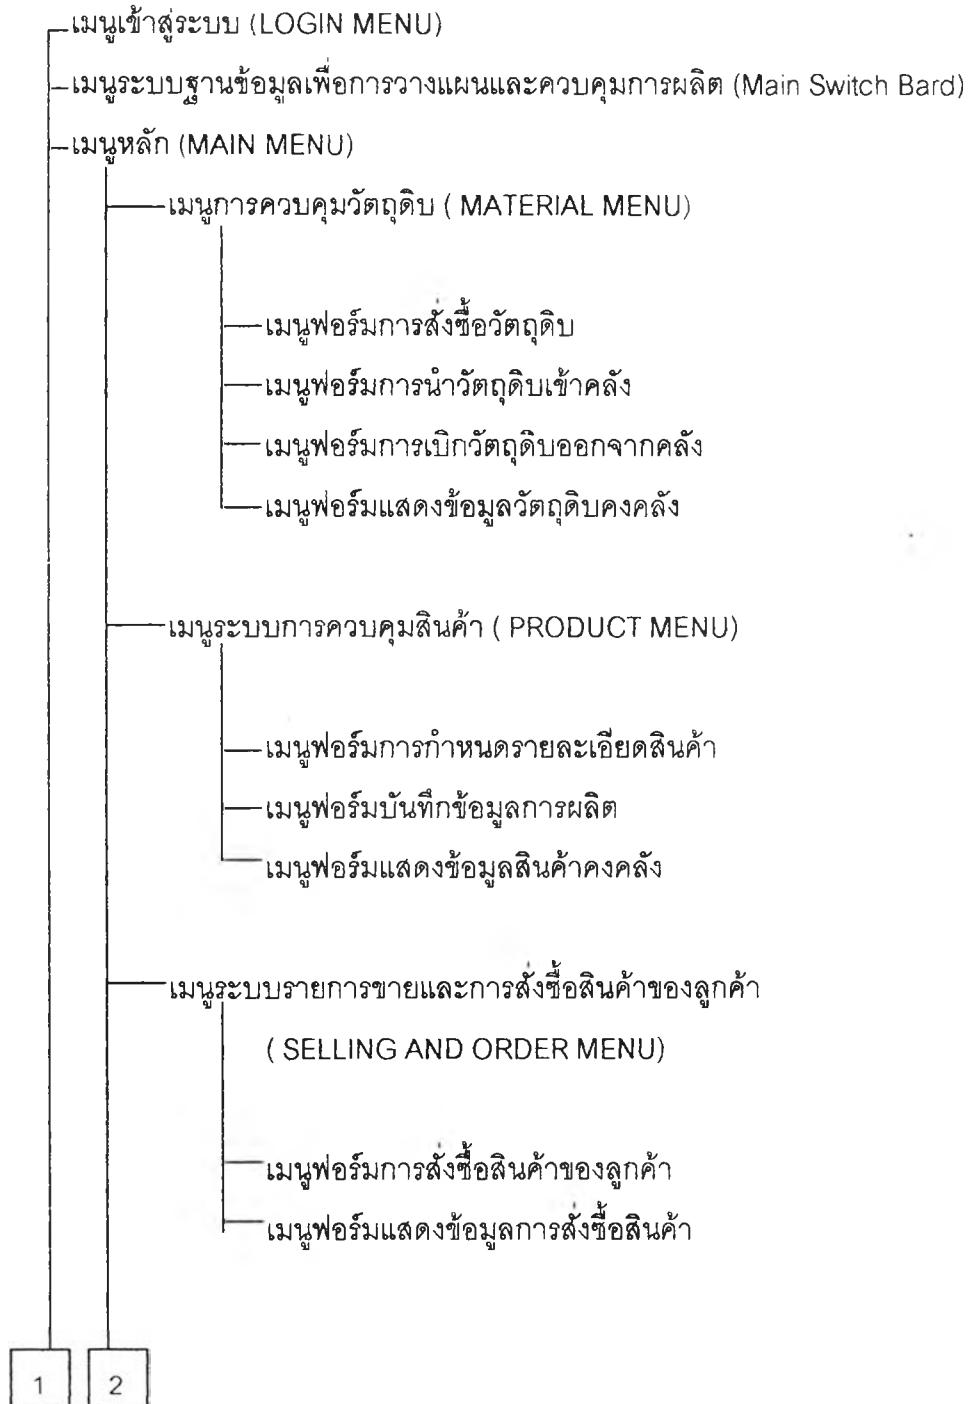 เมนูเข้าสู่ระบบ (LOGIN MENU)
เมนูระบบฐานข้อมูลเพื่อการวางแผนและควบคุมการผลิต (Main Switch Bard)
เมนูหลัก (MAIN MENU)
เมนูการควบคุมวัตถุดิบ ( MATERIAL MENU)
เมนูฟอร์มการสั่งซื้อวัตถุดิบ
เมนูฟอร์มการนำวัตถุดิบเข้าคลัง
เมนูฟอร์มการเบิกวัตถุดิบออกจากคลัง
เมนูฟอร์มแสดงข้อมูลวัตถุดิบคงคลัง
เมนูระบบการควบคุมสินค้า ( PRODUCT MENU)
เมนูฟอร์มการกำหนดรายละเอียดสินค้า
เมนูฟอร์มบันทึกข้อมูลการผลิต
เมนูฟอร์มแสดงข้อมูลสินค้าคงคลัง
เมนูระบบรายการขายและการสั่งซื้อสินค้าของลูกค้า
( SELLING AND ORDER MENU)
เมนูฟอร์มการสั่งซื้อสินค้าของลูกค้า
เมนูฟอร์มแสดงข้อมูลการสั่งซื้อสินค้า
1 2